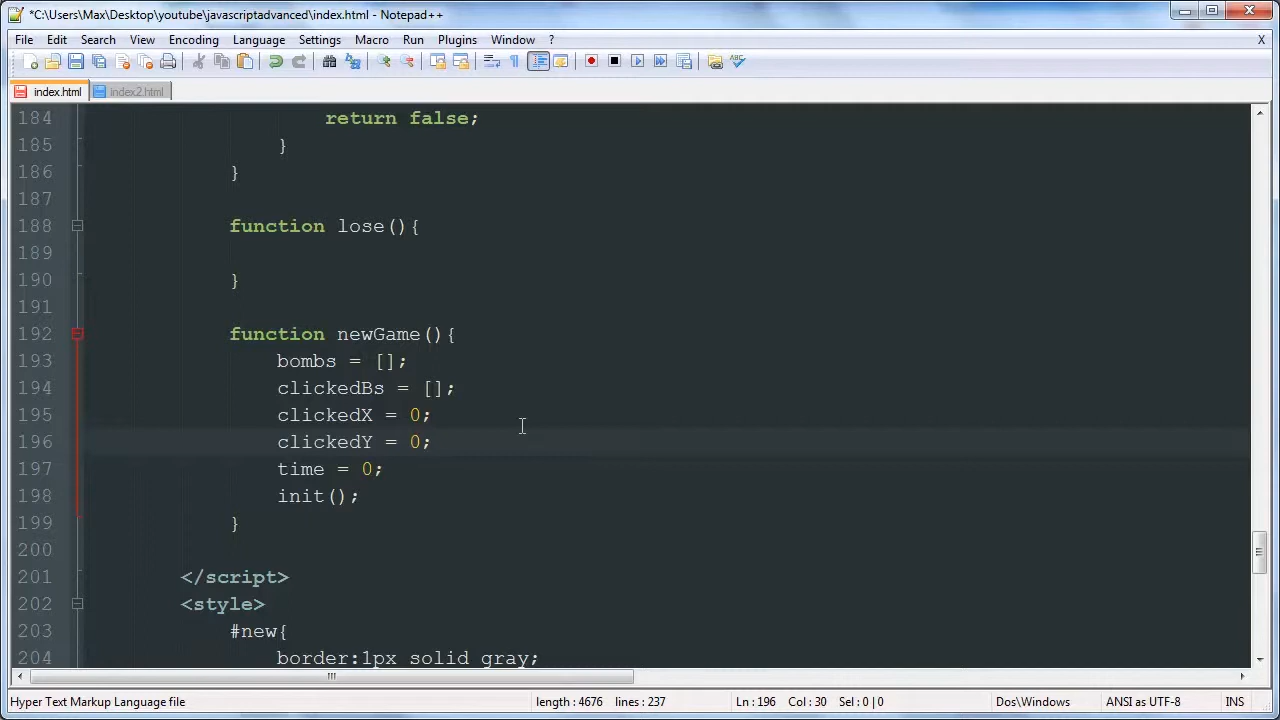 *C:\Users\Max\Desktop\youtube\javascriptadvanced\index.html - Notepad++
File Edit Search View Encoding Language Settings Macro Run Plugins Window ? X
index.html index2.html
184 return false;
185 }
186 }
187
188 function lose(){
189
190 }
191
192 function newGame(){
193 bombs = [];
194 clickedBs = [];
195 clickedX = 0;
196 clickedY = 0;
197 time = 0;
198 init();
199 }
200
201 </script>
202 <style>
203 #new{
204 border:1px solid gray;
Hyper Text Markup Language file length : 4676 lines : 237 Ln : 196 Col : 30 Sel : 0 | 0 Dos\Windows ANSI as UTF-8 INS